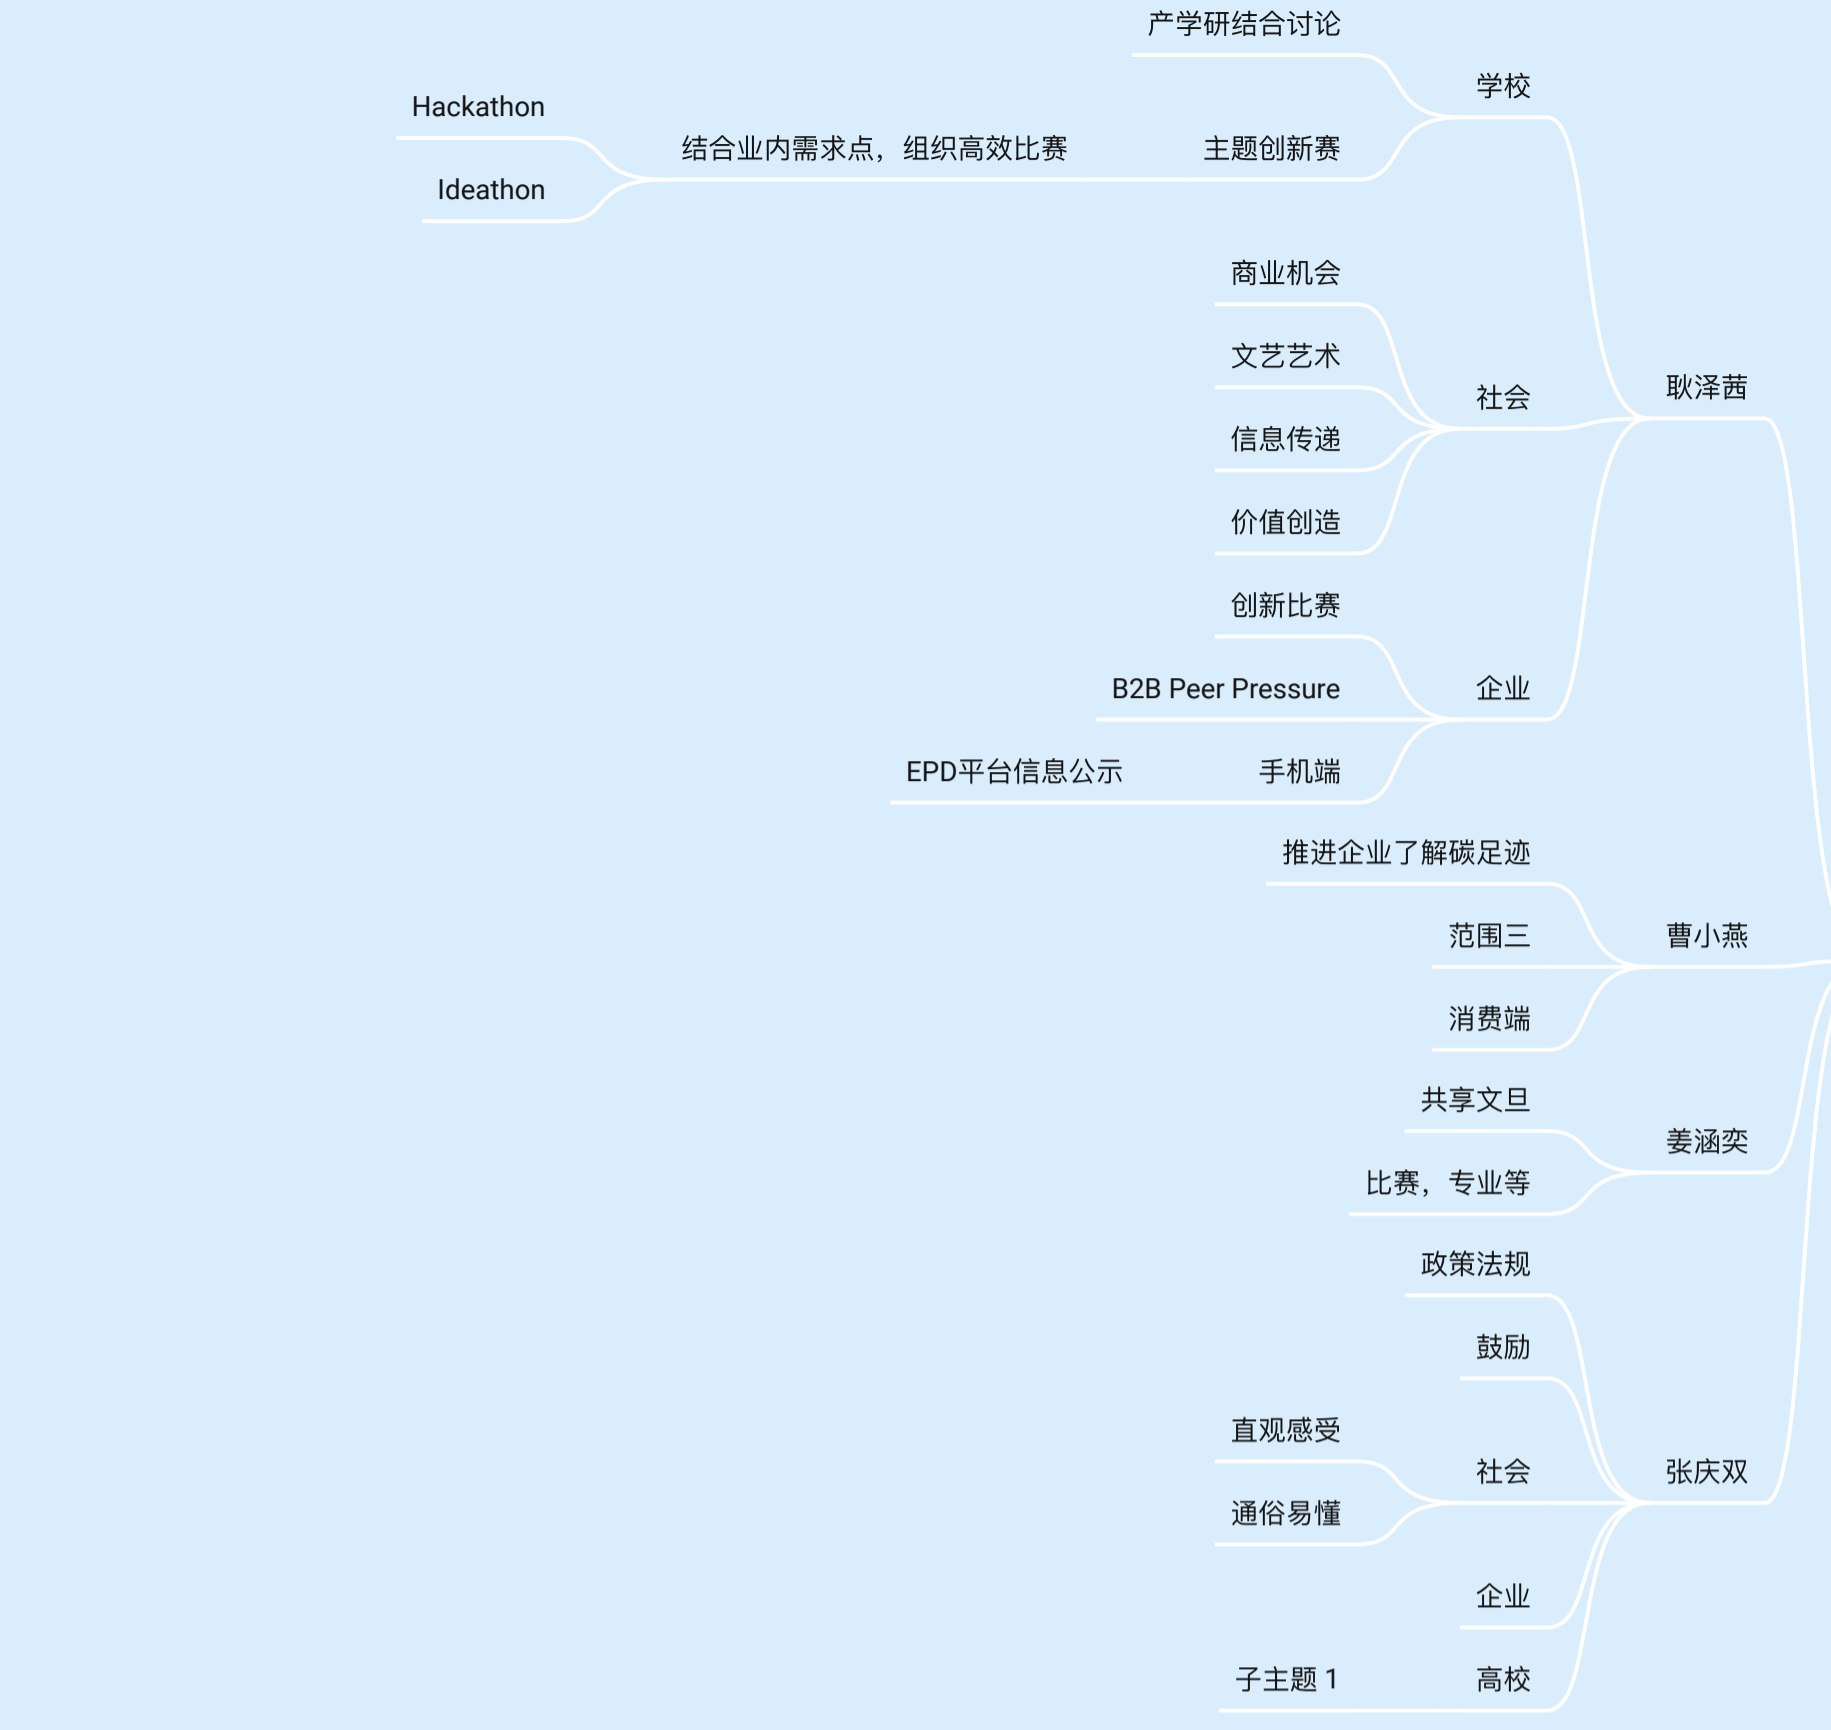 产学研结合讨论
学校
Hackathon
结合业内需求点，组织高效比赛
主题创新赛
Ideathon
商业机会
文艺艺术
社会
耿泽茜
信息传递
价值创造
创新比赛
B2B Peer Pressure
企业
EPD平台信息公示
手机端
推进企业了解碳足迹
范围三
曹小燕
消费端
共享文旦
姜涵奕
比赛，专业等
政策法规
鼓励
直观感受
社会
张庆双
通俗易懂
企业
子主题 1
高校